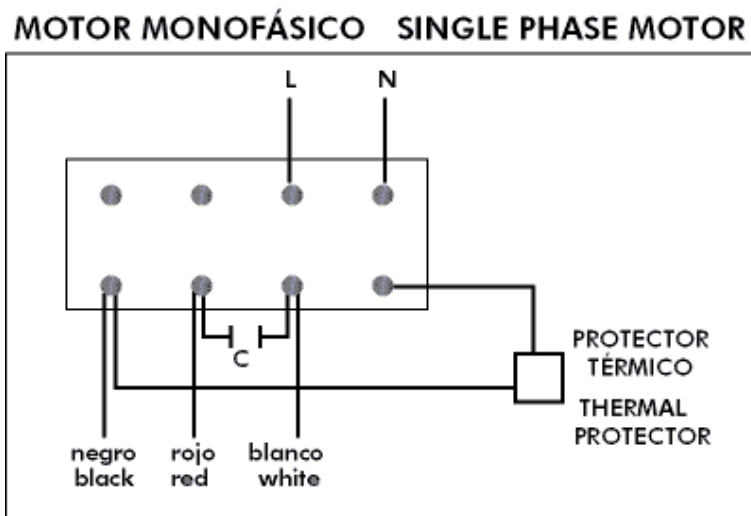 MOTOR MONOFÁSICO SINGLE PHASE MOTOR
L N
C
PROTECTOR
TÉRMICO
THERMAL
PROTECTOR
negro rojo blanco
black red white